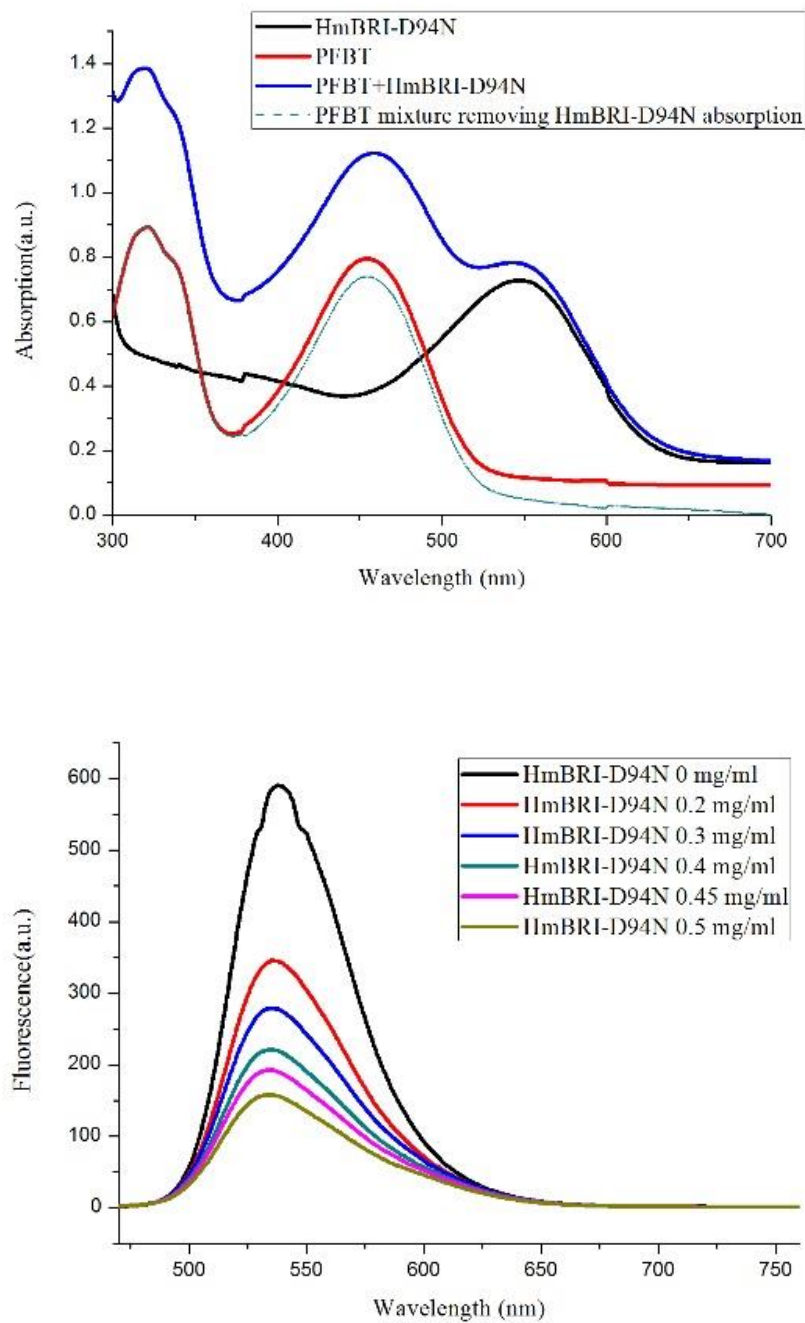 HmBRI-D94N
PFBT
PFBT+HmBRI-D94N
PFBT mixture removing HmBRI-D94N absorption
1.4
1.2
1.0
0.8
0.6
0.4
0.2
0.0
Absorption(a.u.)
300
400
500
600
700
Wavelength (nm)
HmBRI-D94N 0 mg/ml
HmBRI-D94N 0.2 mg/ml
HmBRI-D94N 0.3 mg/ml
HmBRI-D94N 0.4 mg/ml
HmBRI-D94N 0.45 mg/ml
HmBRI-D94N 0.5 mg/ml
600
500
400
300
200
100
0
Fluorescence(a.u.)
500
550
600
650
700
750
Wavelength (nm)